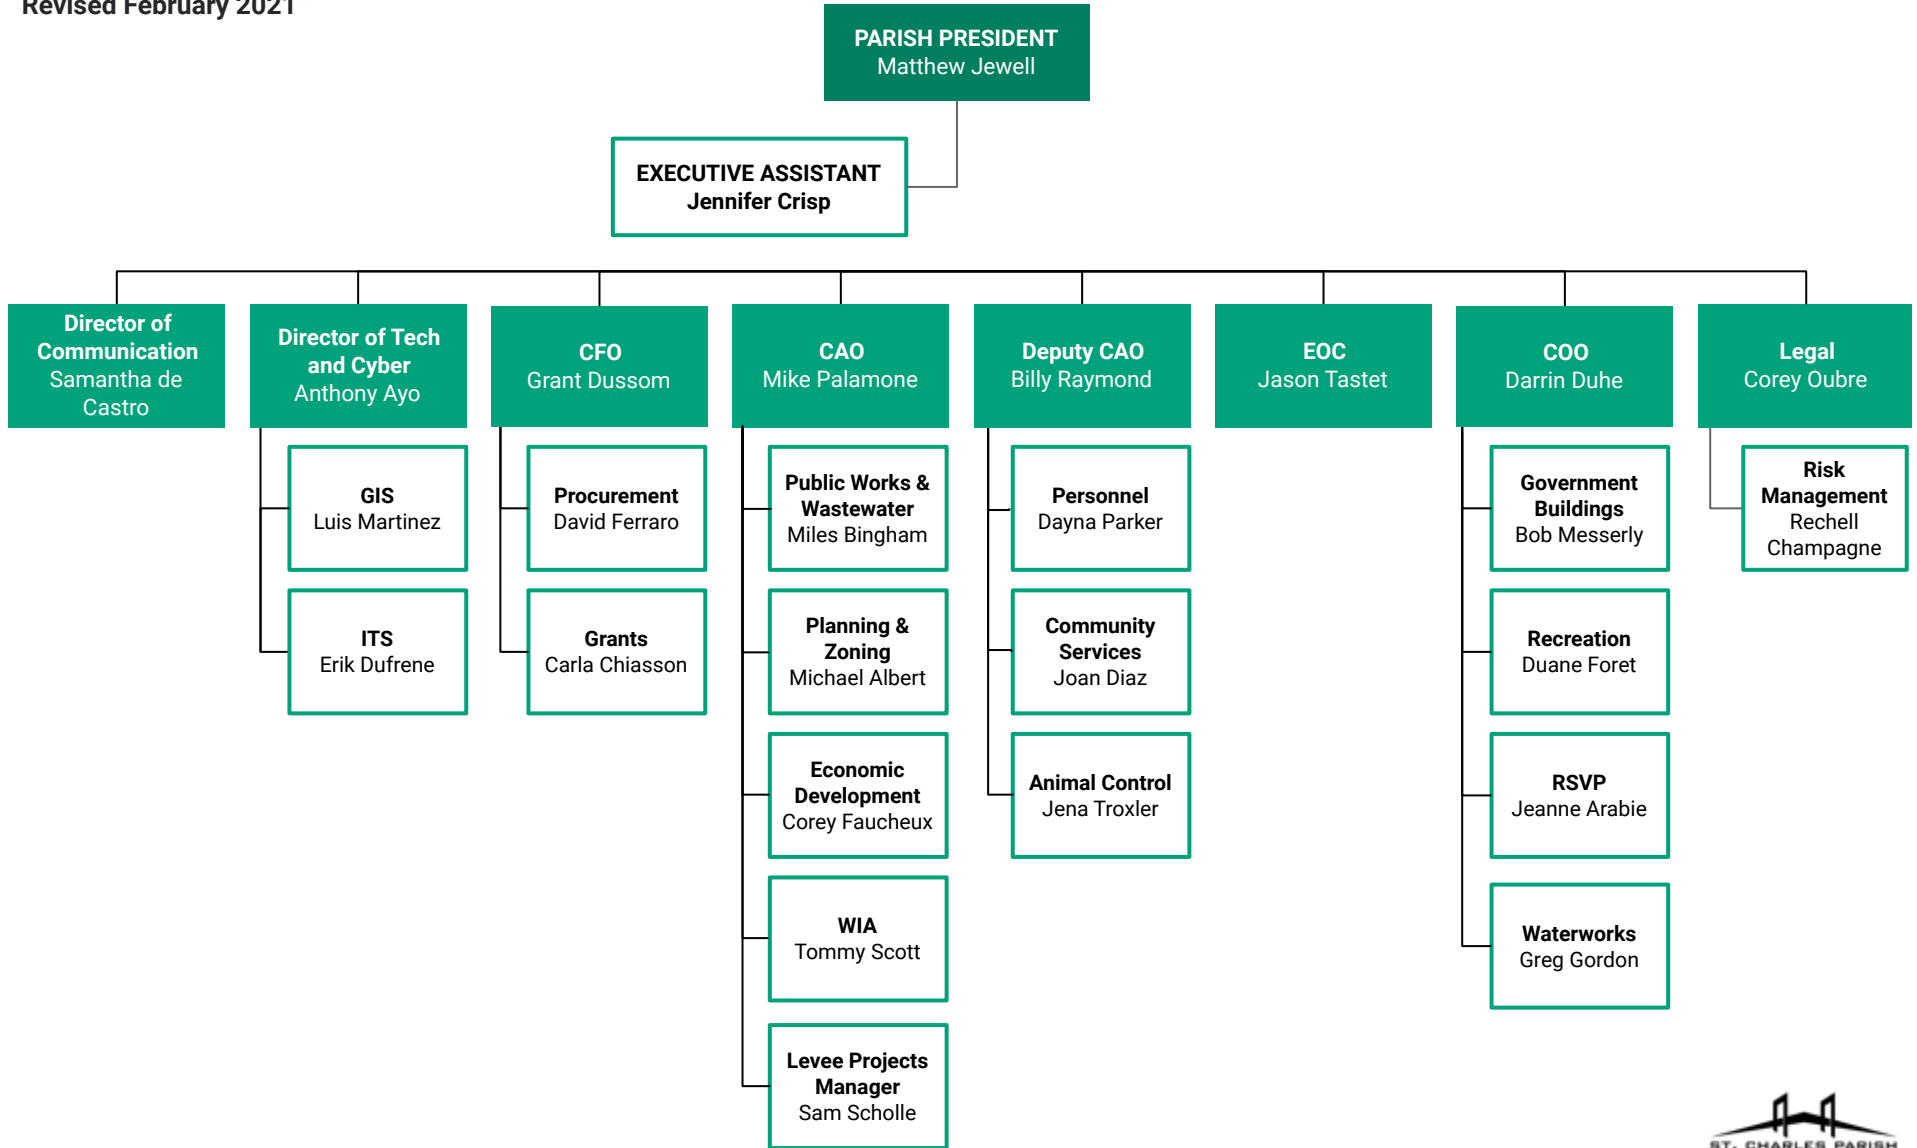 Revised February 2021
PARISH PRESIDENT
Matthew Jewell
EXECUTIVE ASSISTANT
Jennifer Crisp
Director of
Communication
Samantha de
Castro
Director of Tech
and Cyber
Anthony Ayo
CFO
Grant Dussom
CAO
Mike Palamone
Deputy CAO
Billy Raymond
EOC
Jason Tastet
COO
Darrin Duhe
Legal
Corey Oubre
GIS
Luis Martinez
ITS
Erik Dufrene
Procurement
David Ferraro
Grants
Carla Chiasson
Public Works &
Wastewater
Miles Bingham
Planning &
Zoning
Michael Albert
Economic
Development
Corey Faucheux
WIA
Tommy Scott
Levee Projects
Manager
Sam Scholle
Personnel
Dayna Parker
Community
Services
Joan Diaz
Animal Control
Jena Troxler
Government
Buildings
Bob Messerly
Recreation
Duane Foret
RSVP
Jeanne Arabie
Waterworks
Greg Gordon
Risk
Management
Rechell
Champagne
ST. CHARLES PARISH